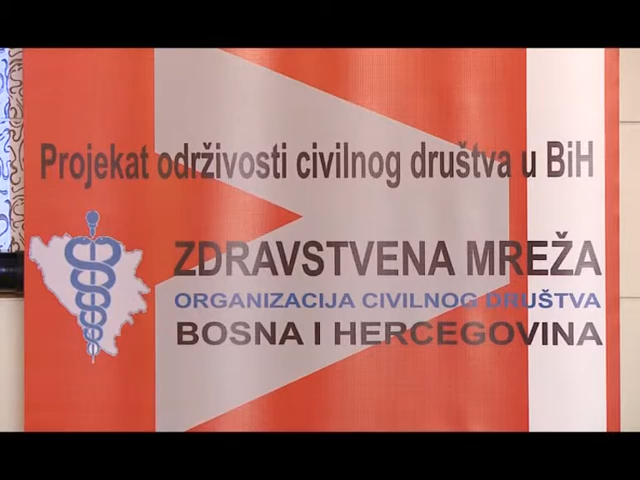 Projekat održivosti civilnog društva u BiH
ZDRAVSTVENA MREŽA
ORGANIZACIJA CIVILNOG DRUŠTVA
BOSNA I HERCEGOVINA